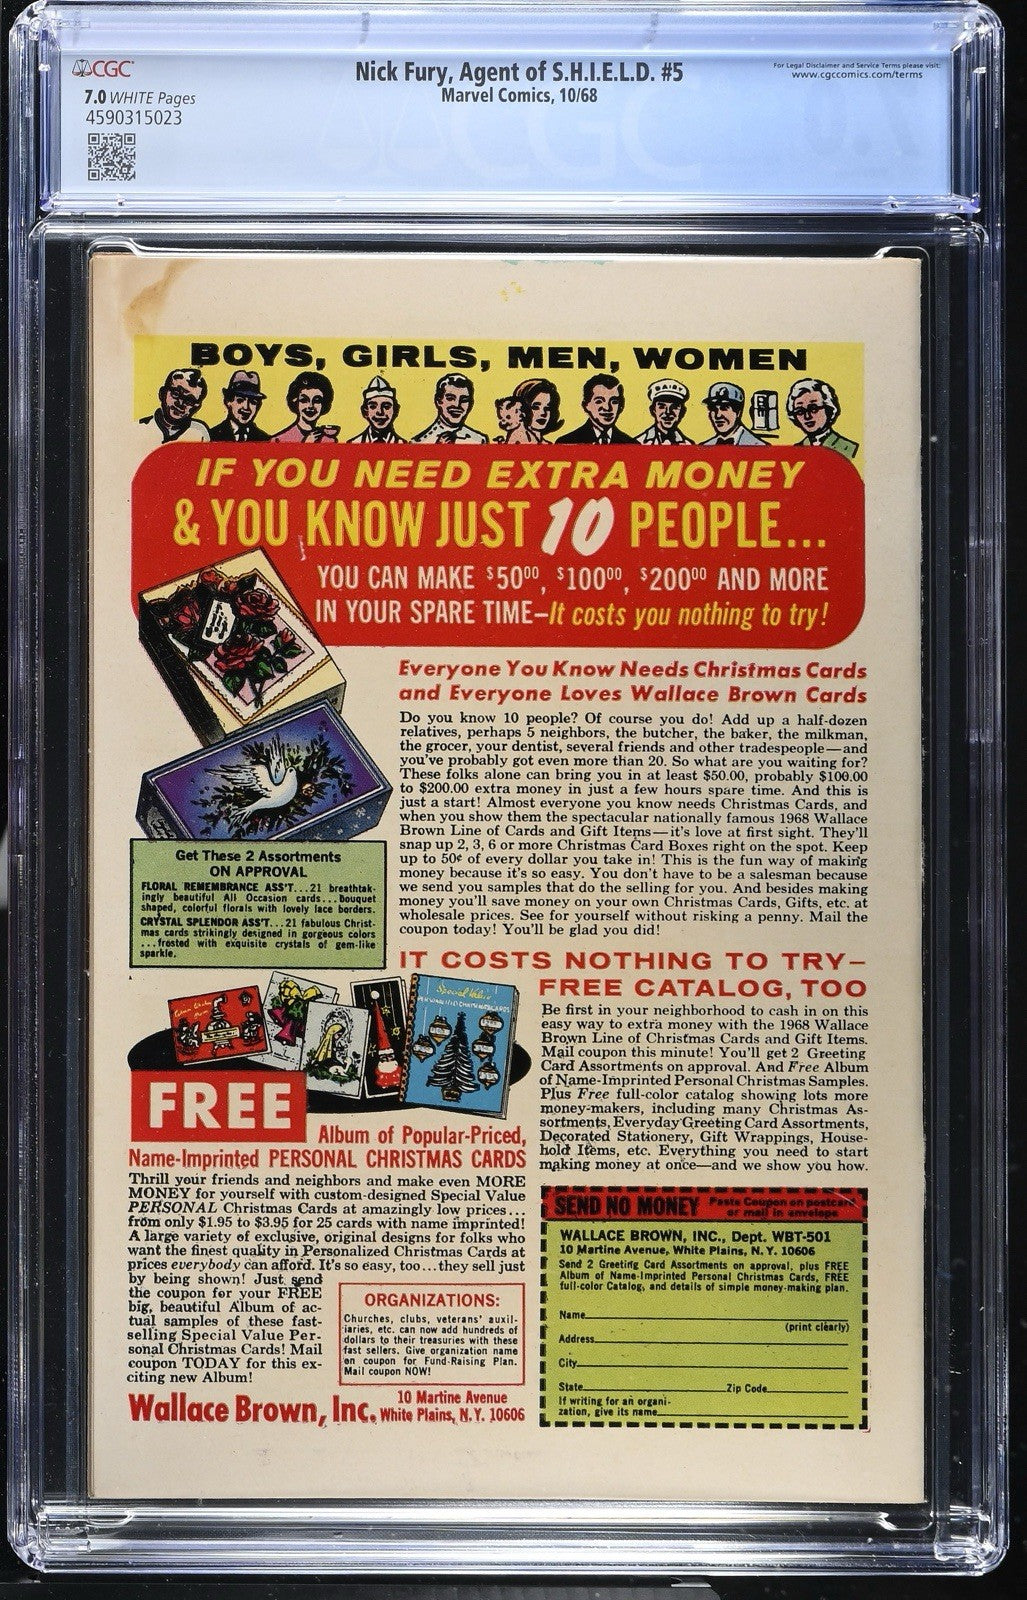 CGC
Nick Fury, Agent of S.H.I.E.L.D. #5
Marvel Comics, 10/68
For Legal Disclaimer and Service Terms please visit:
www.cgccomics.com/terms
7.0 WHITE Pages
4590315023
BOYS, GIRLS, MEN, WOMEN
DAIRY
IF YOU NEED EXTRA MONEY
& YOU KNOW JUST 10 PEOPLE...
YOU CAN MAKE $50⁰⁰, $100⁰⁰, $200⁰⁰ AND MORE
IN YOUR SPARE TIME—It costs you nothing to try!
Everyone You Know Needs Christmas Cards
and Everyone Loves Wallace Brown Cards
Do you know 10 people? Of course you do! Add up a half-dozen
relatives, perhaps 5 neighbors, the butcher, the baker, the milkman,
the grocer, your dentist, several friends and other tradespeople—and
you've probably got even more than 20. So what are you waiting for?
These folks alone can bring you in at least $50.00, probably $100.00
to $200.00 extra money in just a few hours spare time. And this is
just a start! Almost everyone you know needs Christmas Cards, and
when you show them the spectacular nationally famous 1968 Wallace
Brown Line of Cards and Gift Items—it's love at first sight. They'll
snap up 2, 3, 6 or more Christmas Card Boxes right on the spot. Keep
up to 50¢ of every dollar you take in! This is the fun way of making
money because it's so easy. You don't have to be a salesman because
we send you samples that do the selling for you. And besides making
money you'll save money on your own Christmas Cards, Gifts, etc. at
wholesale prices. See for yourself without risking a penny. Mail the
coupon today! You'll be glad you did!
Get These 2 Assortments
ON APPROVAL
FLORAL REMEMBRANCE ASS'T...21 breathtak-
ingly beautiful All Occasion cards...Bouquet
shaped, colorful florals with lovely lace borders.
CRYSTAL SPLENDOR ASS'T...21 fabulous Christ-
mas cards strikingly designed in gorgeous colors
...frosted with exquisite crystals of gem-like
sparkle.
IT COSTS NOTHING TO TRY—
FREE CATALOG, TOO
Be first in your neighborhood to cash in on this
easy way to extra money with the 1968 Wallace
Brown Line of Christmas Cards and Gift Items.
Mail coupon this minute! You'll get 2 Greeting
Card Assortments on approval. And Free Album
of Name-Imprinted Personal Christmas Samples.
Plus Free full-color catalog showing lots more
money-makers, including many Christmas As-
sortments, Everyday Greeting Card Assortments,
Decorated Stationery, Gift Wrappings, House-
hold Items, etc. Everything you need to start
making money at once—and we show you how.
Special Value
PERSONALIZED CHRISTMAS CARDS
FREE
Album of Popular-Priced,
Name-Imprinted PERSONAL CHRISTMAS CARDS
Thrill your friends and neighbors and make even MORE
MONEY for yourself with custom-designed Special Value
PERSONAL Christmas Cards at amazingly low prices...
from only $1.95 to $3.95 for 25 cards with name imprinted!
A large variety of exclusive, original designs for folks who
want the finest quality in Personalized Christmas Cards at
prices everybody can afford. It's so easy, too...they sell just
by being shown! Just send
the coupon for your FREE
big, beautiful Album of ac-
tual samples of these fast-
selling Special Value Per-
sonal Christmas Cards! Mail
coupon TODAY for this ex-
citing new Album!
ORGANIZATIONS:
Churches, clubs, veterans' auxil-
iaries, etc. can now add hundreds of
dollars to their treasuries with these
fast sellers. Give organization name
on coupon for Fund-Raising Plan.
Mail coupon NOW!
Wallace Brown, Inc.
10 Martine Avenue
White Plains, N.Y. 10606
SEND NO MONEY
Paste Coupon on postcard
or mail in envelope
WALLACE BROWN, INC., Dept. WBT-501
10 Martine Avenue, White Plains, N. Y. 10606
Send 2 Greeting Card Assortments on approval, plus FREE
Album of Name-Imprinted Personal Christmas Cards, FREE
full-color Catalog, and details of simple money-making plan.
Name
(print clearly)
Address
City
State Zip Code
If writing for an organi-
zation, give its name